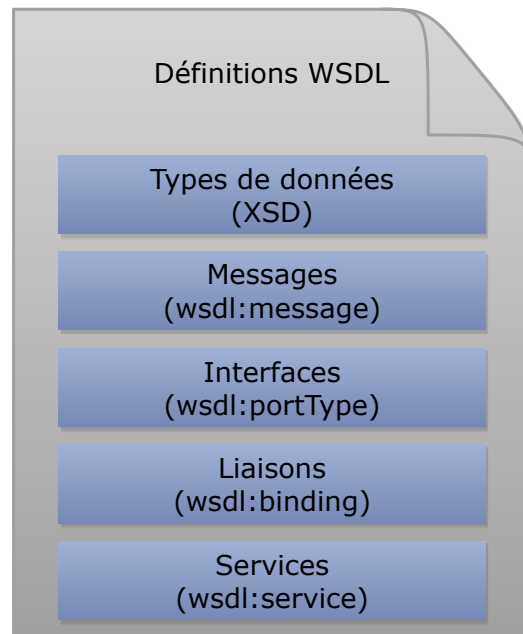 Définitions WSDL
Types de données
(XSD)
Messages
(wsdl:message)
Interfaces
(wsdl:portType)
Liaisons
(wsdl:binding)
Services
(wsdl:service)